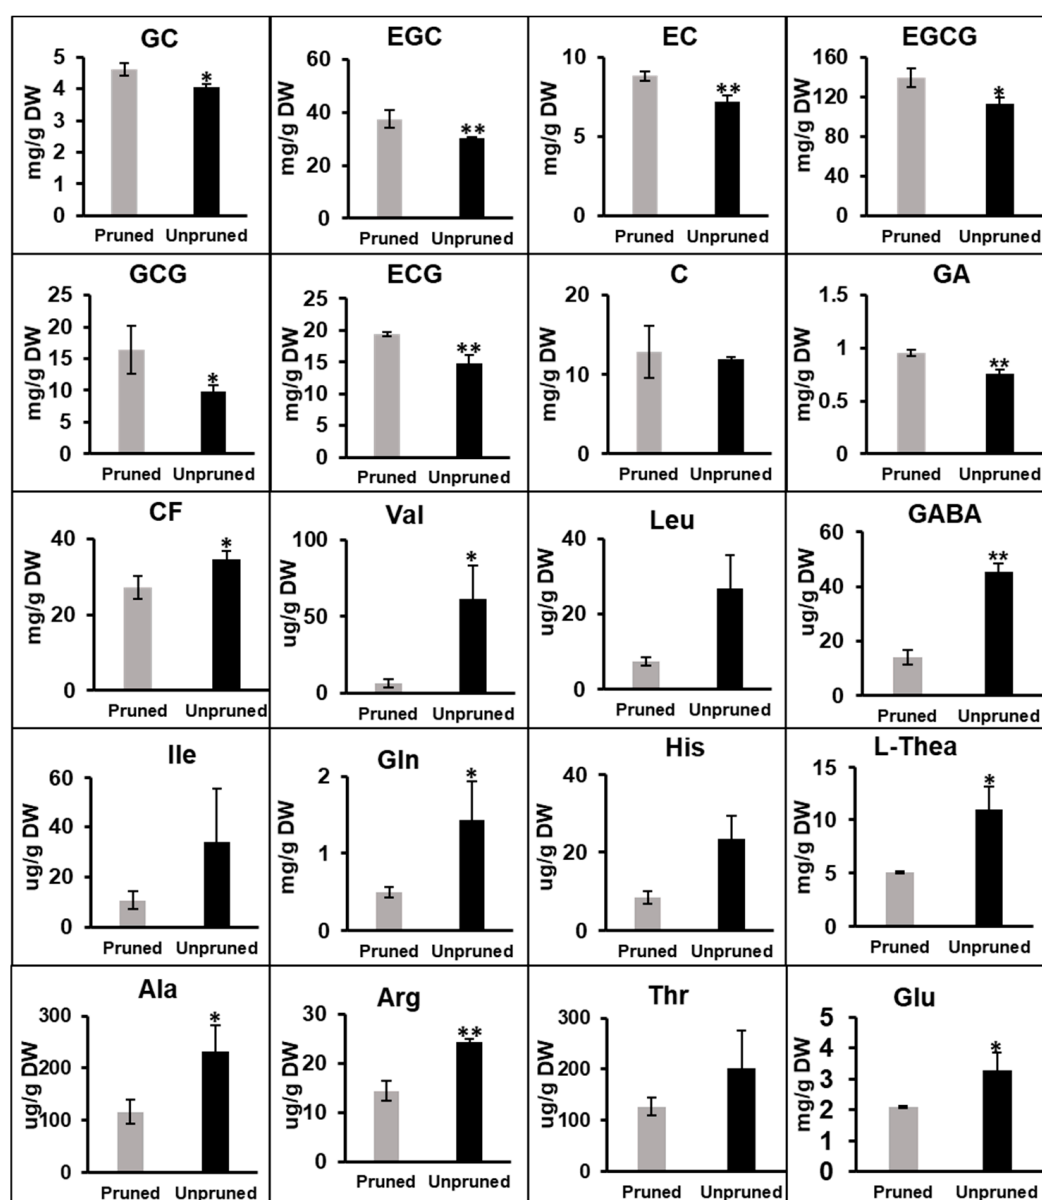 GC
mg/g DW
5
4
3
2
1
0
*
Pruned Unpruned
EGC
mg/g DW
60
40
20
0
**
Pruned Unpruned
EC
mg/g DW
10
5
0
**
Pruned Unpruned
EGCG
mg/g DW
160
120
80
40
0
*
Pruned Unpruned
GCG
mg/g DW
25
20
15
10
5
0
*
Pruned Unpruned
ECG
mg/g DW
25
20
15
10
5
0
**
Pruned Unpruned
C
mg/g DW
20
10
0
Pruned Unpruned
GA
mg/g DW
1.5
1
0.5
0
**
Pruned Unpruned
CF
mg/g DW
40
20
0
*
Pruned Unpruned
Val
ug/g DW
100
50
0
*
Pruned Unpruned
Leu
ug/g DW
40
20
0
Pruned Unpruned
GABA
ug/g DW
60
40
20
0
**
Pruned Unpruned
Ile
ug/g DW
60
40
20
0
Pruned Unpruned
Gln
mg/g DW
2
1
0
*
Pruned Unpruned
His
ug/g DW
40
20
0
Pruned Unpruned
L-Thea
mg/g DW
15
10
5
0
*
Pruned Unpruned
Ala
ug/g DW
300
200
100
0
*
Pruned Unpruned
Arg
ug/g DW
30
20
10
0
**
Pruned Unpruned
Thr
ug/g DW
300
200
100
0
Pruned Unpruned
Glu
mg/g DW
5
4
3
2
1
0
*
Pruned Unpruned